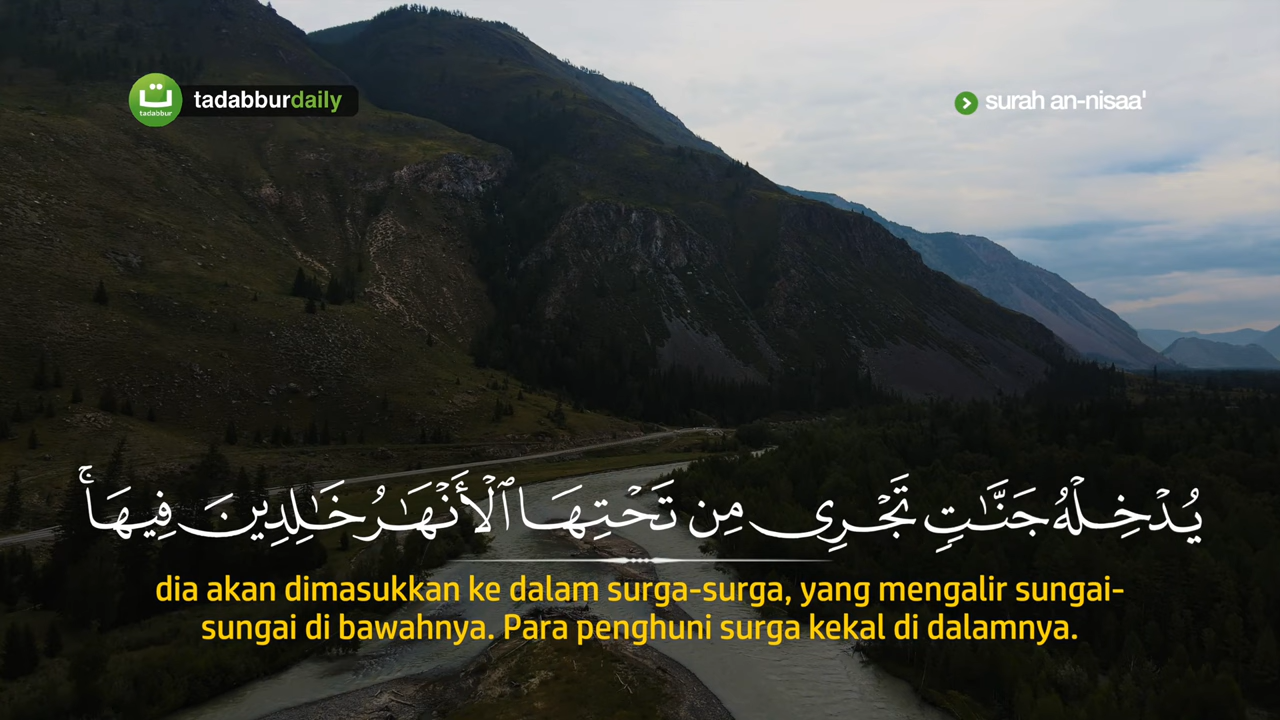 ت
tadabbur
tadabburdaily
surah an-nisaa'
يُدْخِلْهُ جَنَّـٰتٍ تَجْرِى مِن تَحْتِهَا ٱلْأَنْهَـٰرُ خَـٰلِدِينَ فِيهَا ۚ
dia akan dimasukkan ke dalam surga-surga, yang mengalir sungai-
sungai di bawahnya. Para penghuni surga kekal di dalamnya.